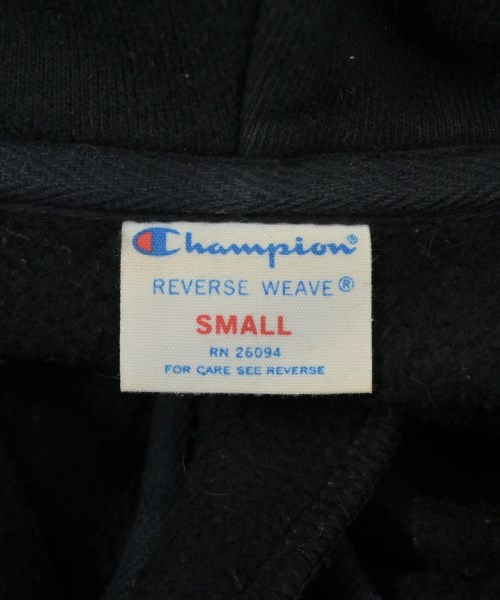 Champion®
REVERSE WEAVE®
SMALL
RN 26094
FOR CARE SEE REVERSE